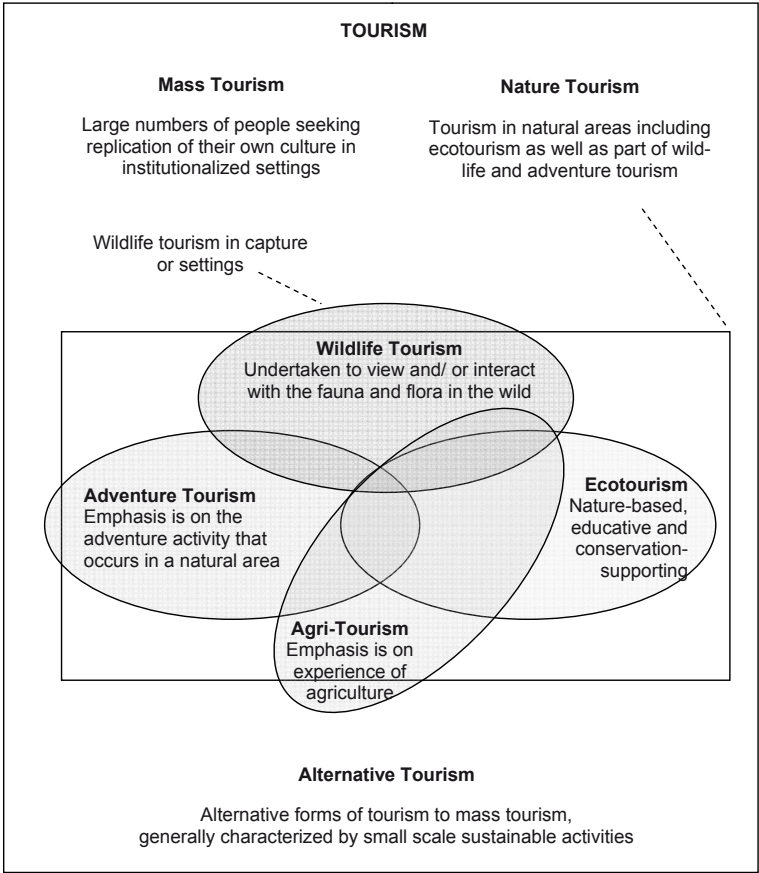 TOURISM
Mass Tourism
Large numbers of people seeking
replication of their own culture in
institutionalized settings
Nature Tourism
Tourism in natural areas including
ecotourism as well as part of wild-
life and adventure tourism
Wildlife tourism in capture
or settings
Wildlife Tourism
Undertaken to view and/ or interact
with the fauna and flora in the wild
Adventure Tourism
Emphasis is on the
adventure activity that
occurs in a natural area
Ecotourism
Nature-based,
educative and
conservation-
supporting
Agri-Tourism
Emphasis is on
experience of
agriculture
Alternative Tourism
Alternative forms of tourism to mass tourism,
generally characterized by small scale sustainable activities